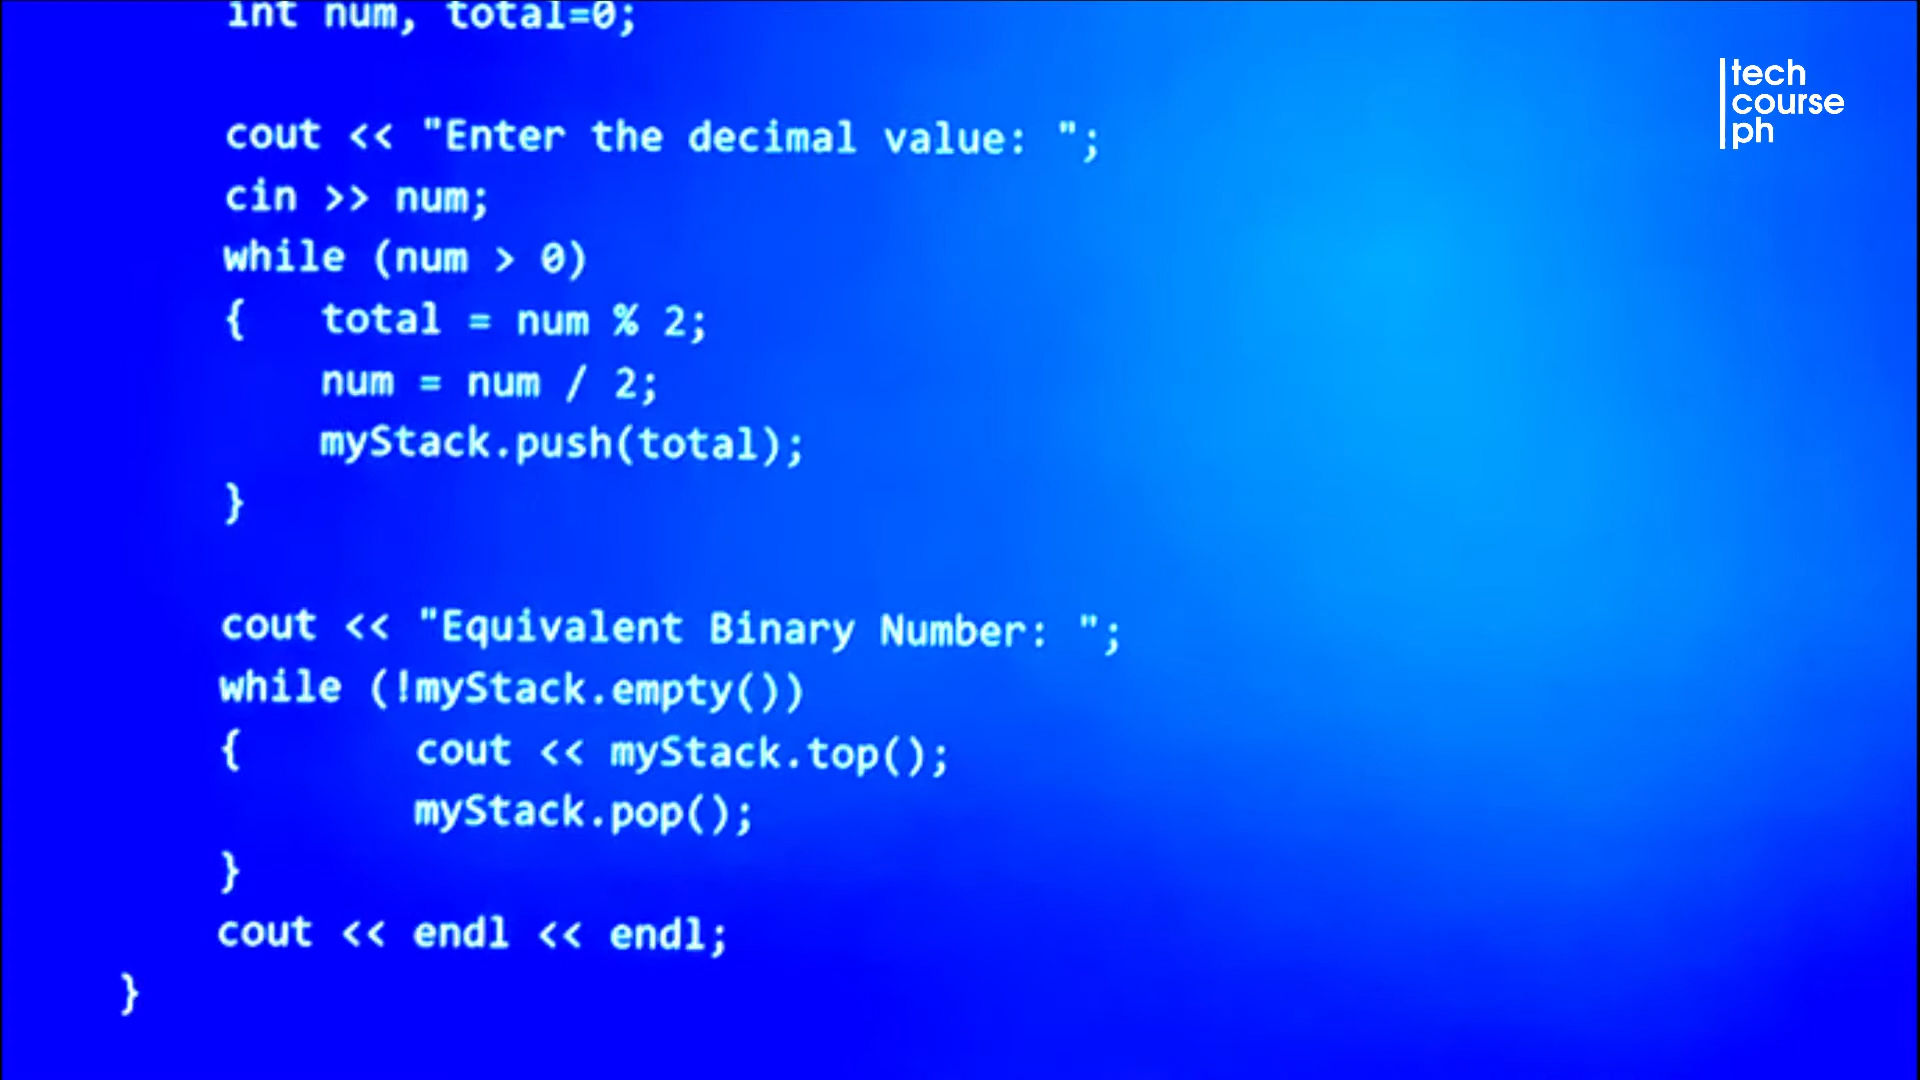 int num, total=0;
tech
course
ph
cout << "Enter the decimal value: ";
cin >> num;
while (num > 0)
{   total = num % 2;
    num = num / 2;
    myStack.push(total);
}
cout << "Equivalent Binary Number: ";
while (!myStack.empty())
{       cout << myStack.top();
        myStack.pop();
}
cout << endl << endl;
}